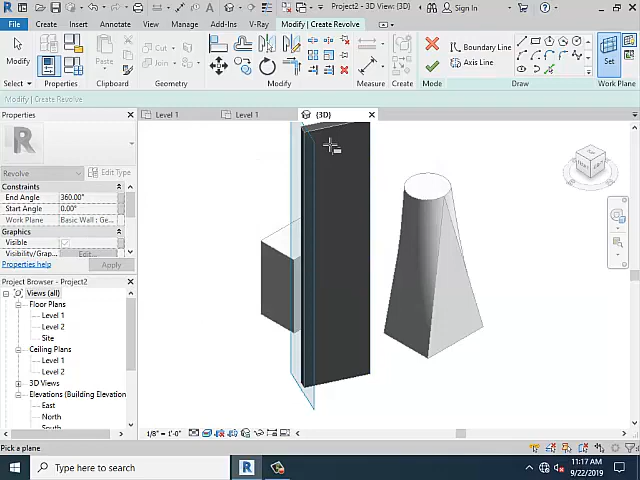 Project2 - 3D View: {3D}
Sign In
File
Create
Insert
Annotate
View
Manage
Add-Ins
V-Ray
Modify | Create Revolve
Modify
Paste
Cut
Join
Measure
Create
Boundary Line
Axis Line
Set
Select
Properties
Clipboard
Geometry
Modify
Measure
Create
Mode
Draw
Work Plane
Modify | Create Revolve
Properties
Level 1
Level 1
{3D}
Revolve
Edit Type
Constraints
End Angle 360.00°
Start Angle 0.00°
Work Plane Basic Wall : Ge...
Graphics
Visible
Visibility/Grap... Edit...
Properties help
Apply
Project Browser - Project2
Views (all)
Floor Plans
Level 1
Level 2
Site
Ceiling Plans
Level 1
Level 2
3D Views
Elevations (Building Elevation
East
North
1/8" = 1'-0"
Pick a plane
Type here to search
11:17 AM
9/22/2019